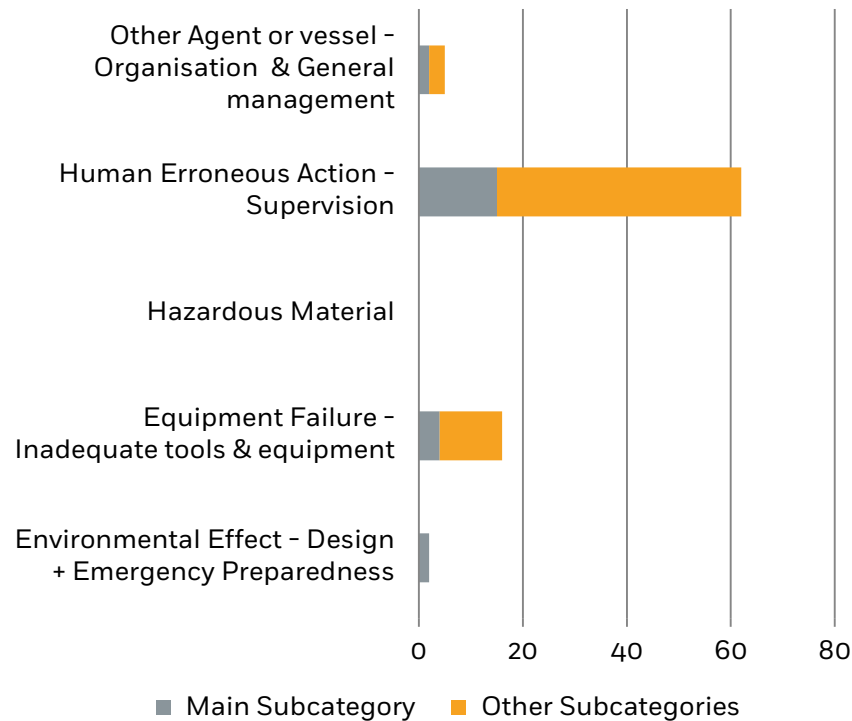 Other Agent or vessel -
Organisation & General
management
Human Erroneous Action -
Supervision
Hazardous Material
Equipment Failure -
Inadequate tools & equipment
Environmental Effect - Design
+ Emergency Preparedness
0 20 40 60 80
Main Subcategory Other Subcategories